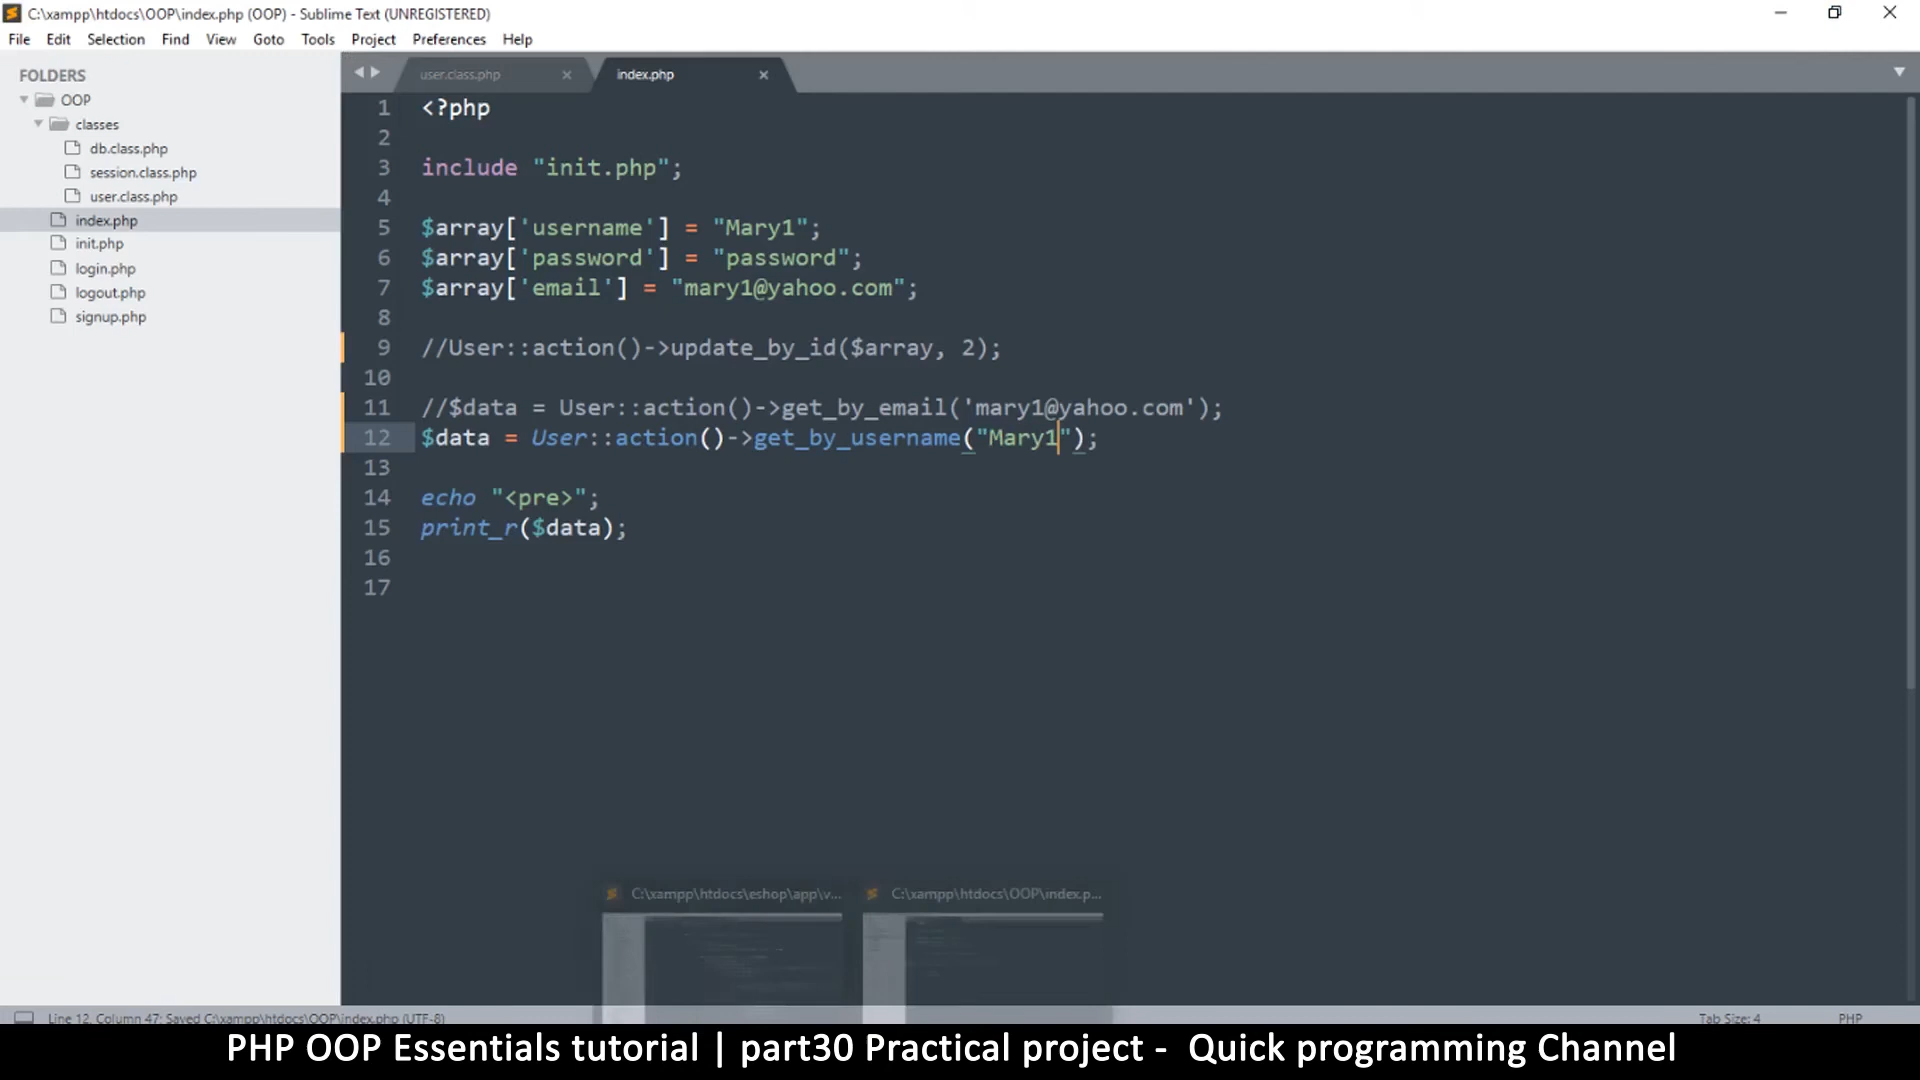 C:\xampp\htdocs\OOP\index.php (OOP) - Sublime Text (UNREGISTERED)
File Edit Selection Find View Goto Tools Project Preferences Help
FOLDERS
OOP
classes
db.class.php
session.class.php
user.class.php
index.php
init.php
login.php
logout.php
signup.php
user.class.php
index.php
1 <?php
2
3 include "init.php";
4
5 $array['username'] = "Mary1";
6 $array['password'] = "password";
7 $array['email'] = "mary1@yahoo.com";
8
9 //User::action()->update_by_id($array, 2);
10
11 //$data = User::action()->get_by_email('mary1@yahoo.com');
12 $data = User::action()->get_by_username("Mary1");
13
14 echo "<pre>";
15 print_r($data);
16
17
C:\xampp\htdocs\eshop\app\v...
C:\xampp\htdocs\OOP\index.p...
Line 12, Column 47; Saved C:\xampp\htdocs\OOP\index.php (UTF-8)
Tab Size: 4
PHP
PHP OOP Essentials tutorial | part30 Practical project - Quick programming Channel